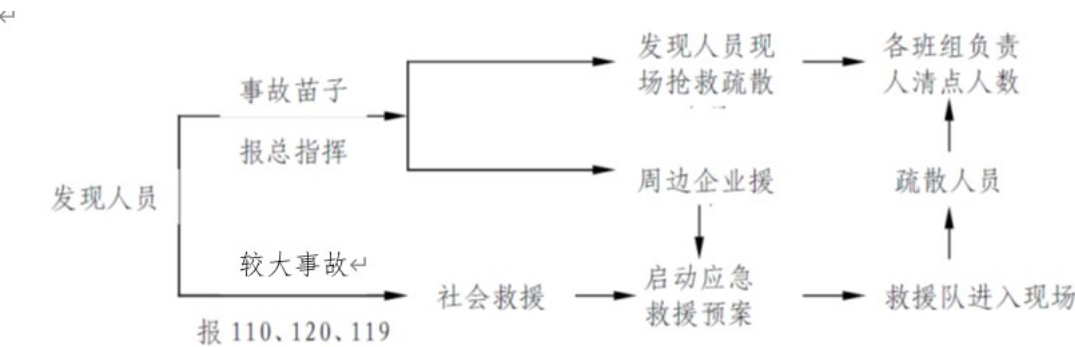 发现人员现
场抢救疏散
各班组负责
人清点人数
事故苗子
报总指挥
周边企业援
疏散人员
发现人员
较大事故
社会救援
启动应急
救援预案
救援队进入现场
报 110、120、119